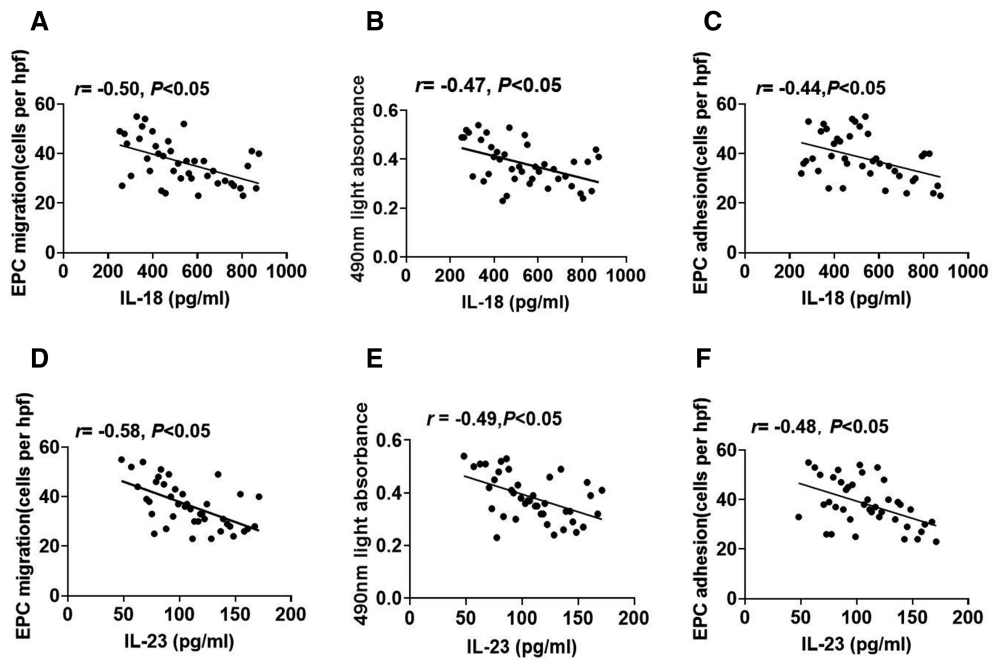 A
r= -0.50, P<0.05
EPC migration(cells per hpf)
60
40
20
0
0 200 400 600 800 1000
IL-18 (pg/ml)
B
r= -0.47, P<0.05
490nm light absorbance
0.6
0.4
0.2
0.0
0 200 400 600 800 1000
IL-18 (pg/ml)
C
r= -0.44,P<0.05
EPC adhesion(cells per hpf)
60
40
20
0
0 200 400 600 800 1000
IL-18 (pg/ml)
D
r= -0.58, P<0.05
EPC migration(cells per hpf)
60
40
20
0
0 50 100 150 200
IL-23 (pg/ml)
E
r = -0.49,P<0.05
490nm light absorbance
0.6
0.4
0.2
0.0
0 50 100 150 200
IL-23 (pg/ml)
F
r= -0.48, P<0.05
EPC adhesion(cells per hpf)
60
40
20
0
0 50 100 150 200
IL-23 (pg/ml)